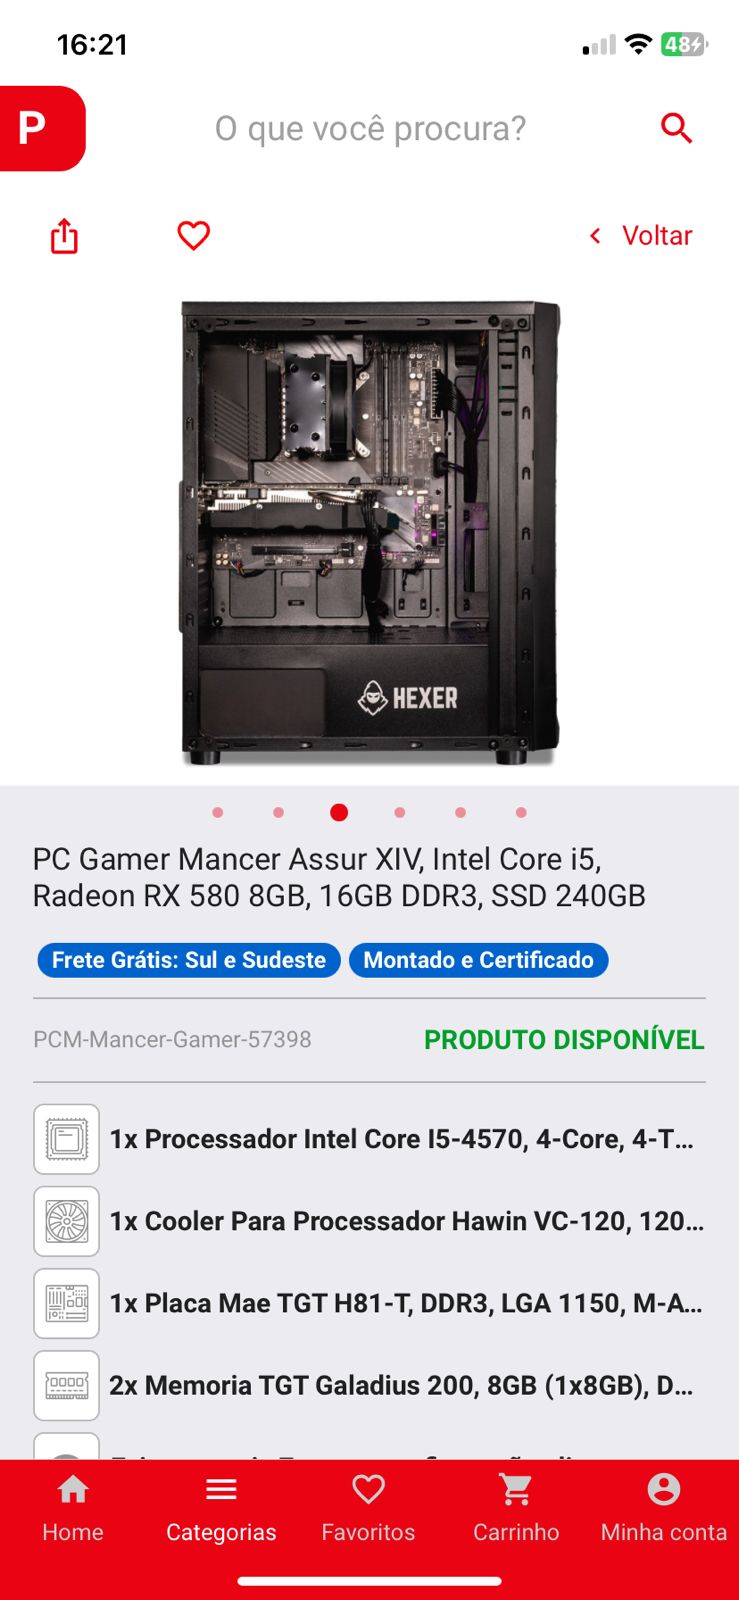 16:21
48
P
O que você procura?
Voltar
HEXER
PC Gamer Mancer Assur XIV, Intel Core i5,
Radeon RX 580 8GB, 16GB DDR3, SSD 240GB
Frete Grátis: Sul e Sudeste
Montado e Certificado
PCM-Mancer-Gamer-57398
PRODUTO DISPONÍVEL
1x Processador Intel Core I5-4570, 4-Core, 4-T...
1x Cooler Para Processador Hawin VC-120, 120...
1x Placa Mae TGT H81-T, DDR3, LGA 1150, M-A...
2x Memoria TGT Galadius 200, 8GB (1x8GB), D...
Home
Categorias
Favoritos
Carrinho
Minha conta